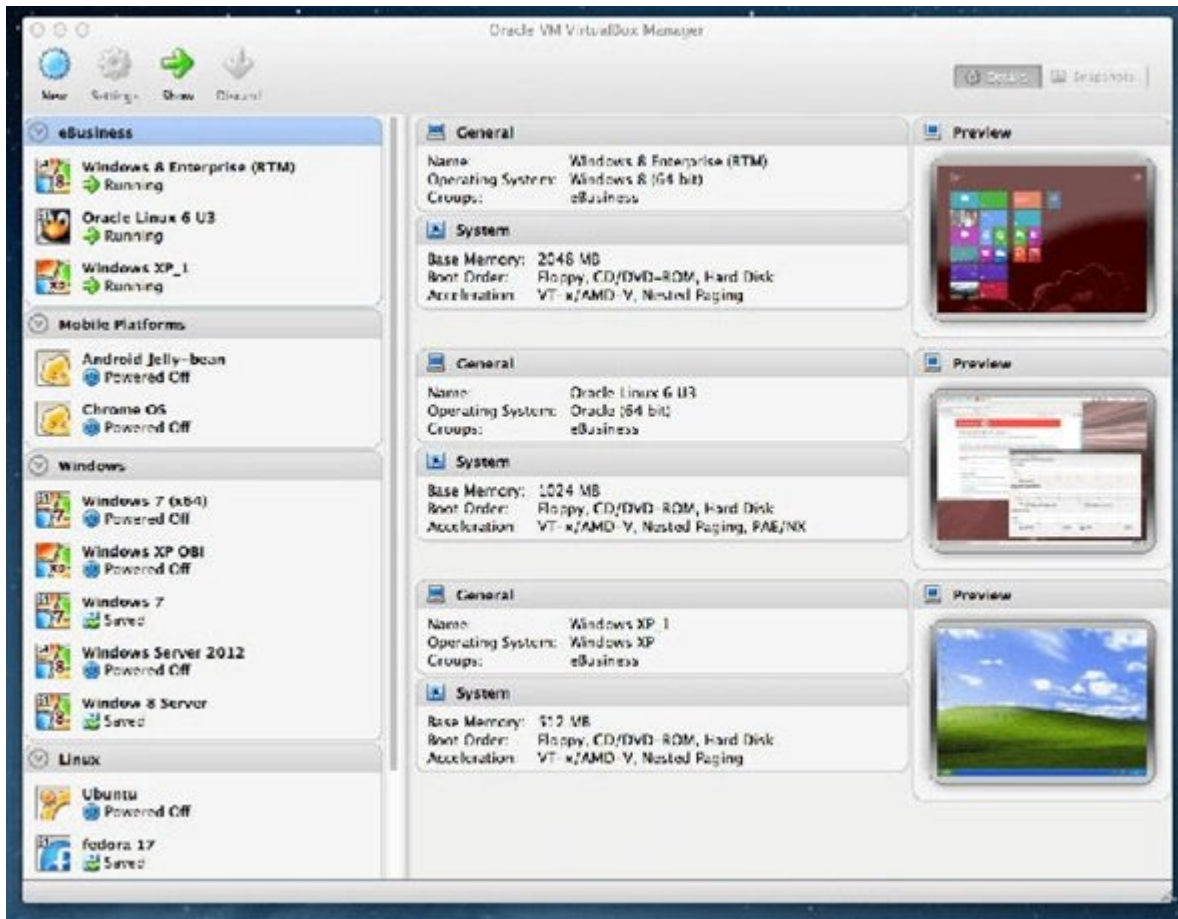 Oracle VM VirtualBox Manager
New Settings Show Discard
Details Snapshots
eBusiness
Windows 8 Enterprise (RTM)
Running
Oracle Linux 6 U3
Running
Windows XP_1
Running
Mobile Platforms
Android Jelly-bean
Powered Off
Chrome OS
Powered Off
Windows
Windows 7 (x64)
Powered Off
Windows XP OBI
Powered Off
Windows 7
Saved
Windows Server 2012
Powered Off
Window 8 Server
Saved
Linux
Ubuntu
Powered Off
fedora 17
Saved
General
Name: Windows 8 Enterprise (RTM)
Operating System: Windows 8 (64 bit)
Groups: eBusiness
System
Base Memory: 2048 MB
Boot Order: Floppy, CD/DVD-ROM, Hard Disk
Acceleration: VT-x/AMD-V, Nested Paging
Preview
General
Name: Oracle Linux 6 U3
Operating System: Oracle (64 bit)
Groups: eBusiness
System
Base Memory: 1024 MB
Boot Order: Floppy, CD/DVD-ROM, Hard Disk
Acceleration: VT-x/AMD-V, Nested Paging, PAE/NX
Preview
General
Name: Windows XP_1
Operating System: Windows XP
Groups: eBusiness
System
Base Memory: 512 MB
Boot Order: Floppy, CD/DVD-ROM, Hard Disk
Acceleration: VT-x/AMD-V, Nested Paging
Preview